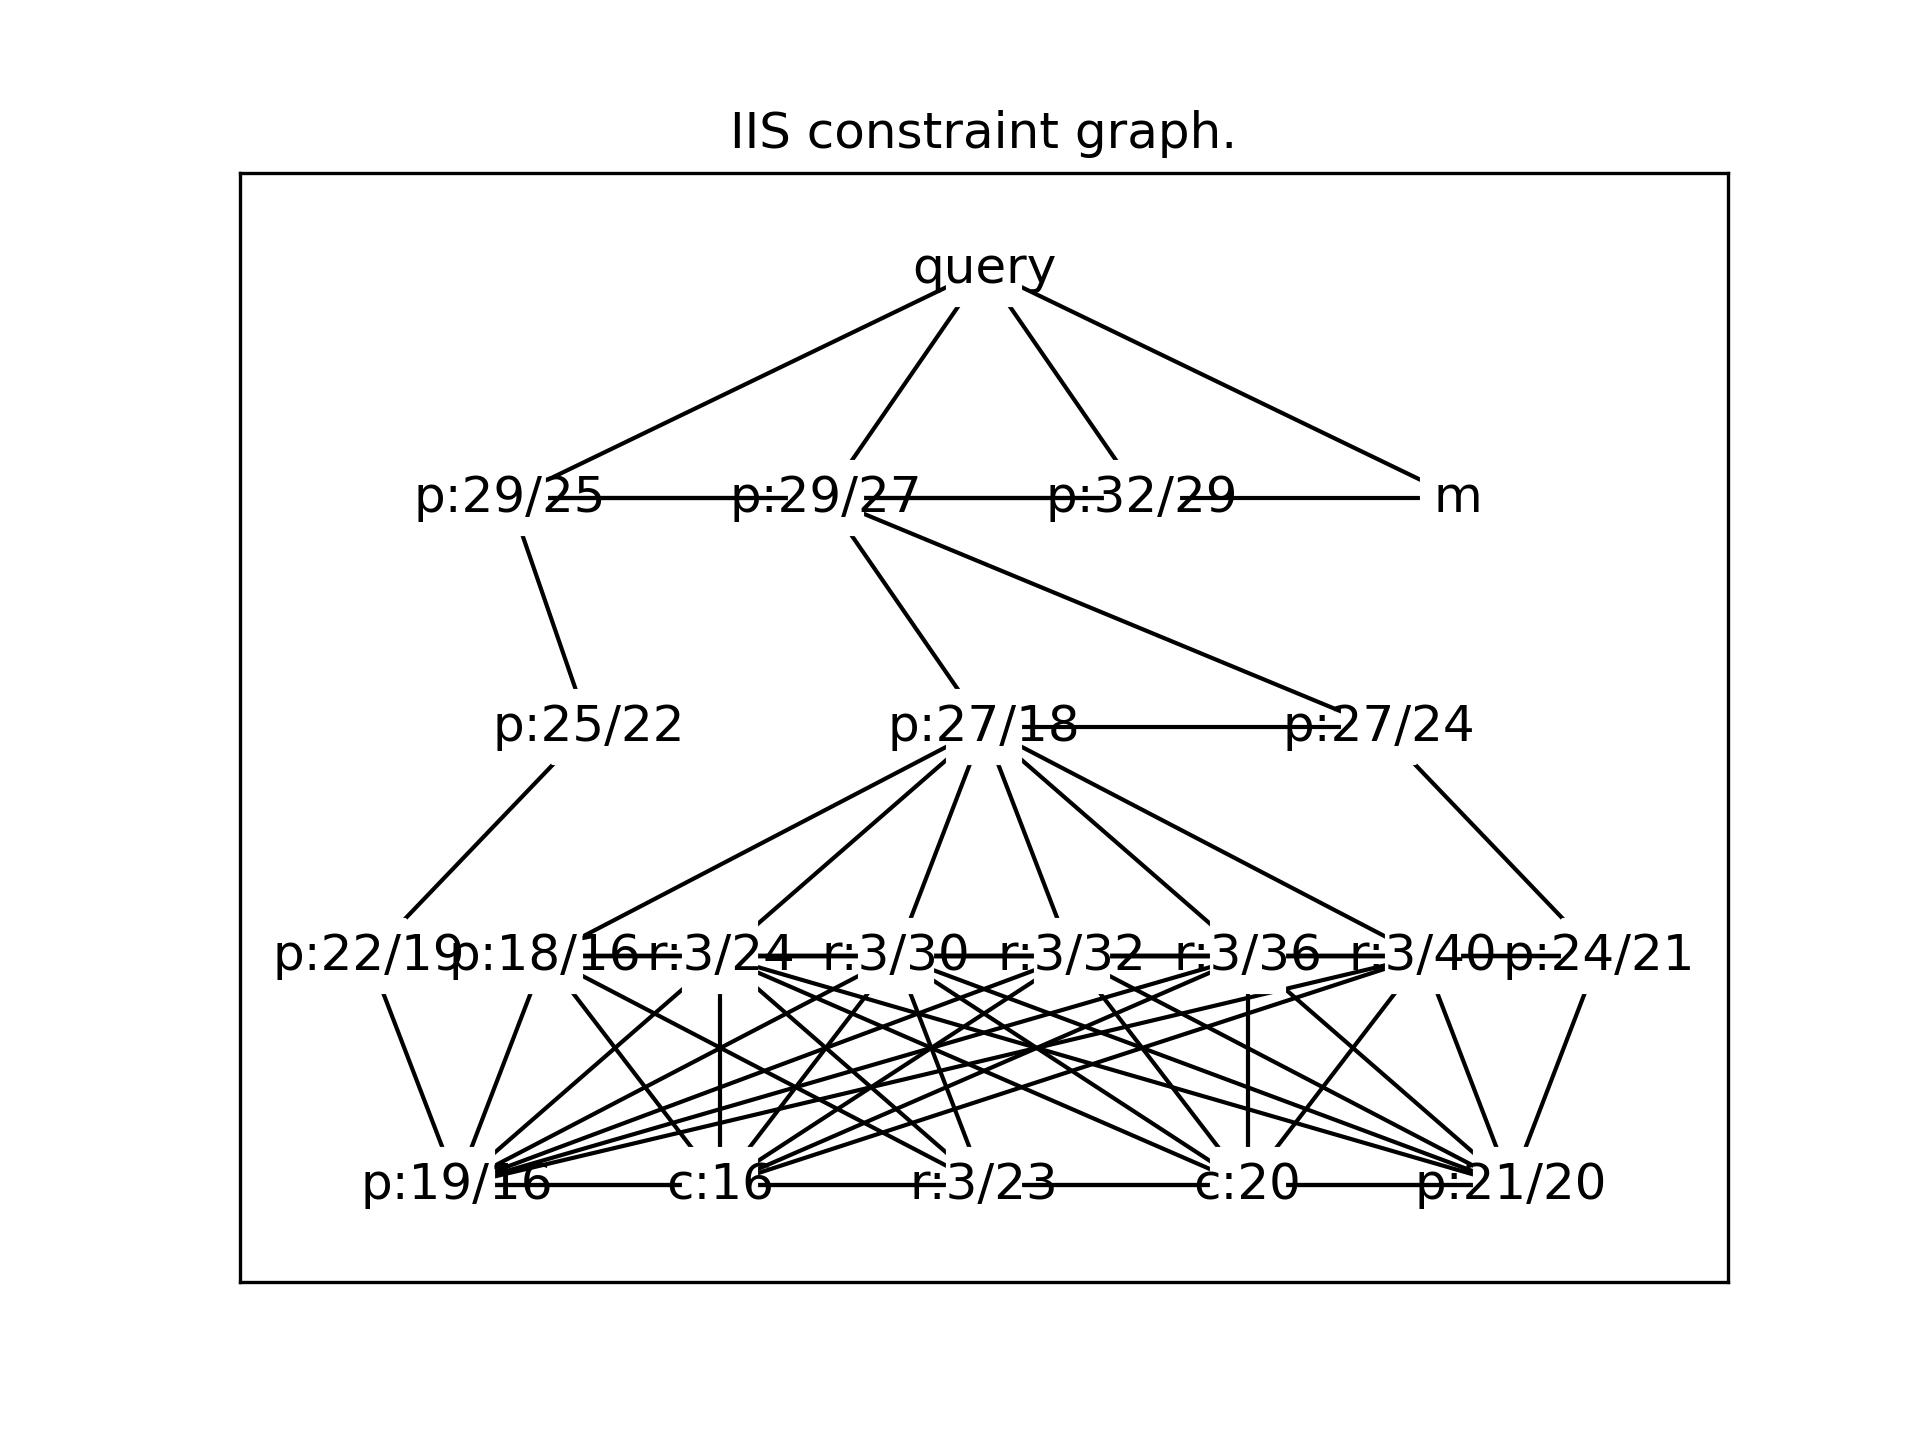 IIS constraint graph.
query
p:29/25 p:29/27 p:32/29 m
p:25/22 p:27/18 p:27/24
p:22/19 p:18/16 r:3/24 r:3/30 r:3/32 r:3/36 r:3/40 p:24/21
p:19/16 c:16 r:3/23 c:20 p:21/20